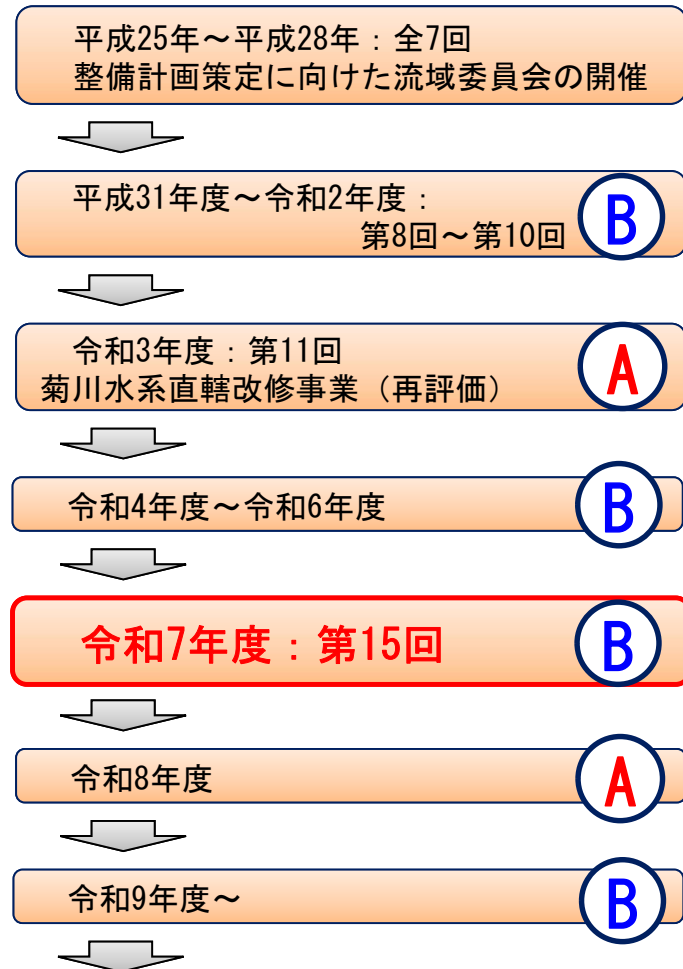 平成25年～平成28年：全7回
整備計画策定に向けた流域委員会の開催
平成31年度～令和2年度：
第8回～第10回
B
令和3年度：第11回
菊川水系直轄改修事業（再評価）
A
令和4年度～令和6年度
B
令和7年度：第15回
B
令和8年度
A
令和9年度～
B